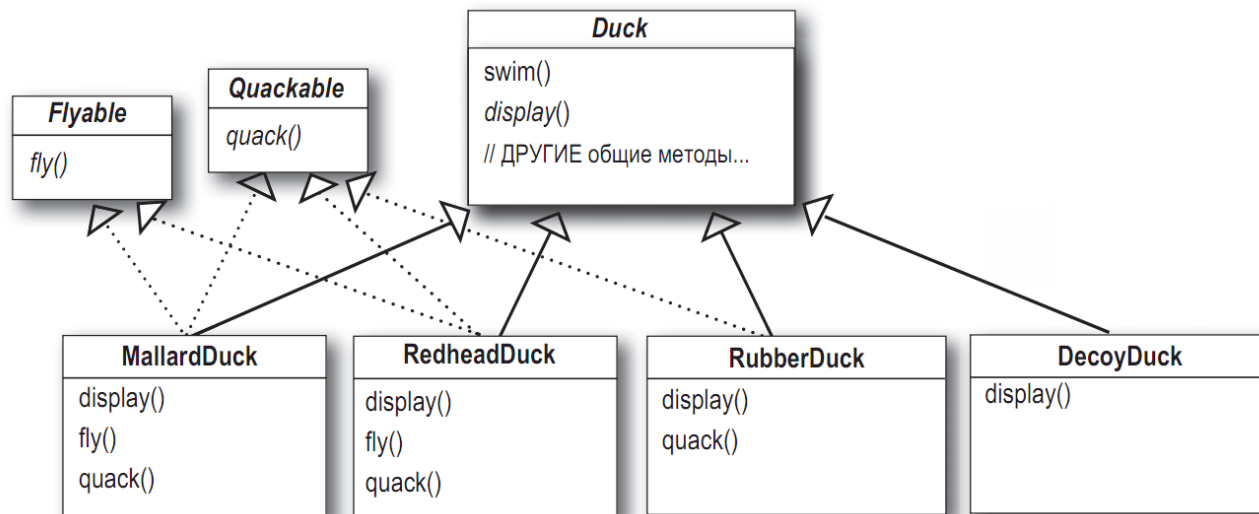 Duck
swim()
display()
// ДРУГИЕ общие методы...
Quackable
quack()
Flyable
fly()
MallardDuck
display()
fly()
quack()
RedheadDuck
display()
fly()
quack()
RubberDuck
display()
quack()
DecoyDuck
display()